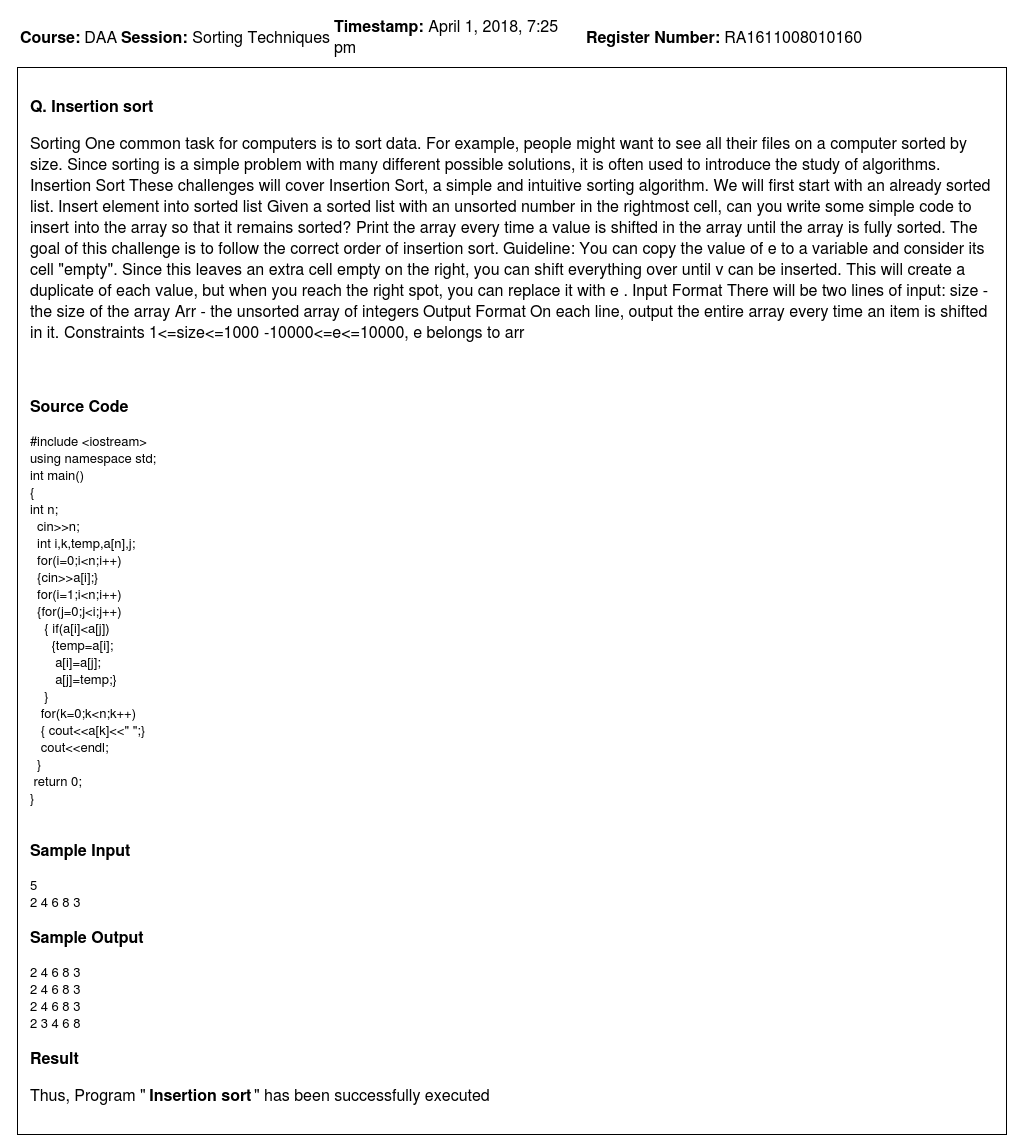 Course: DAA Session: Sorting Techniques Timestamp: April 1, 2018, 7:25 pm Register Number: RA1611008010160
Q. Insertion sort
Sorting One common task for computers is to sort data. For example, people might want to see all their files on a computer sorted by
size. Since sorting is a simple problem with many different possible solutions, it is often used to introduce the study of algorithms.
Insertion Sort These challenges will cover Insertion Sort, a simple and intuitive sorting algorithm. We will first start with an already sorted
list. Insert element into sorted list Given a sorted list with an unsorted number in the rightmost cell, can you write some simple code to
insert into the array so that it remains sorted? Print the array every time a value is shifted in the array until the array is fully sorted. The
goal of this challenge is to follow the correct order of insertion sort. Guideline: You can copy the value of e to a variable and consider its
cell "empty". Since this leaves an extra cell empty on the right, you can shift everything over until v can be inserted. This will create a
duplicate of each value, but when you reach the right spot, you can replace it with e . Input Format There will be two lines of input: size -
the size of the array Arr - the unsorted array of integers Output Format On each line, output the entire array every time an item is shifted
in it. Constraints 1<=size<=1000 -10000<=e<=10000, e belongs to arr
Source Code
#include <iostream>
using namespace std;
int main()
{
int n;
cin>>n;
int i,k,temp,a[n],j;
for(i=0;i<n;i++)
{cin>>a[i];}
for(i=1;i<n;i++)
{for(j=0;j<i;j++)
{ if(a[i]<a[j])
{temp=a[i];
a[i]=a[j];
a[j]=temp;}
}
for(k=0;k<n;k++)
{ cout<<a[k]<<" ";}
cout<<endl;
}
return 0;
}
Sample Input
5
2 4 6 8 3
Sample Output
2 4 6 8 3
2 4 6 8 3
2 4 6 8 3
2 3 4 6 8
Result
Thus, Program " Insertion sort " has been successfully executed